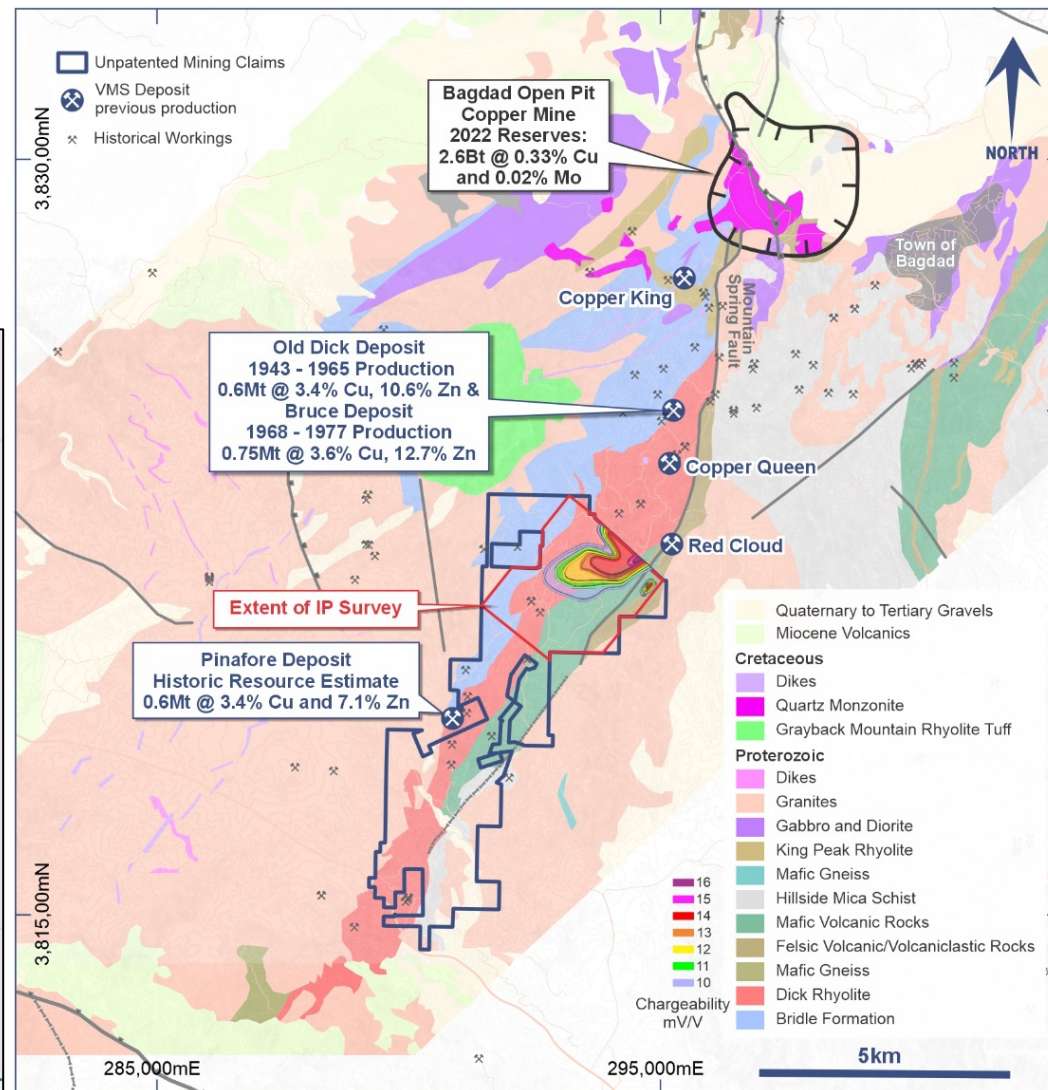 Unpatented Mining Claims
VMS Deposit
previous production
Historical Workings
Bagdad Open Pit
Copper Mine
2022 Reserves:
2.6Bt @ 0.33% Cu
and 0.02% Mo
NORTH
3,830,000mN
Town of
Bagdad
Copper King
Mountain
Spring Fault
Old Dick Deposit
1943 - 1965 Production
0.6Mt @ 3.4% Cu, 10.6% Zn &
Bruce Deposit
1968 - 1977 Production
0.75Mt @ 3.6% Cu, 12.7% Zn
Copper Queen
Red Cloud
Extent of IP Survey
Pinafore Deposit
Historic Resource Estimate
0.6Mt @ 3.4% Cu and 7.1% Zn
Quaternary to Tertiary Gravels
Miocene Volcanics
Cretaceous
Dikes
Quartz Monzonite
Grayback Mountain Rhyolite Tuff
Proterozoic
Dikes
Granites
Gabbro and Diorite
King Peak Rhyolite
Mafic Gneiss
Hillside Mica Schist
Mafic Volcanic Rocks
Felsic Volcanic/Volcaniclastic Rocks
Mafic Gneiss
Dick Rhyolite
Bridle Formation
16
15
14
13
12
11
10
Chargeability
mV/V
3,815,000mN
285,000mE
295,000mE
5km